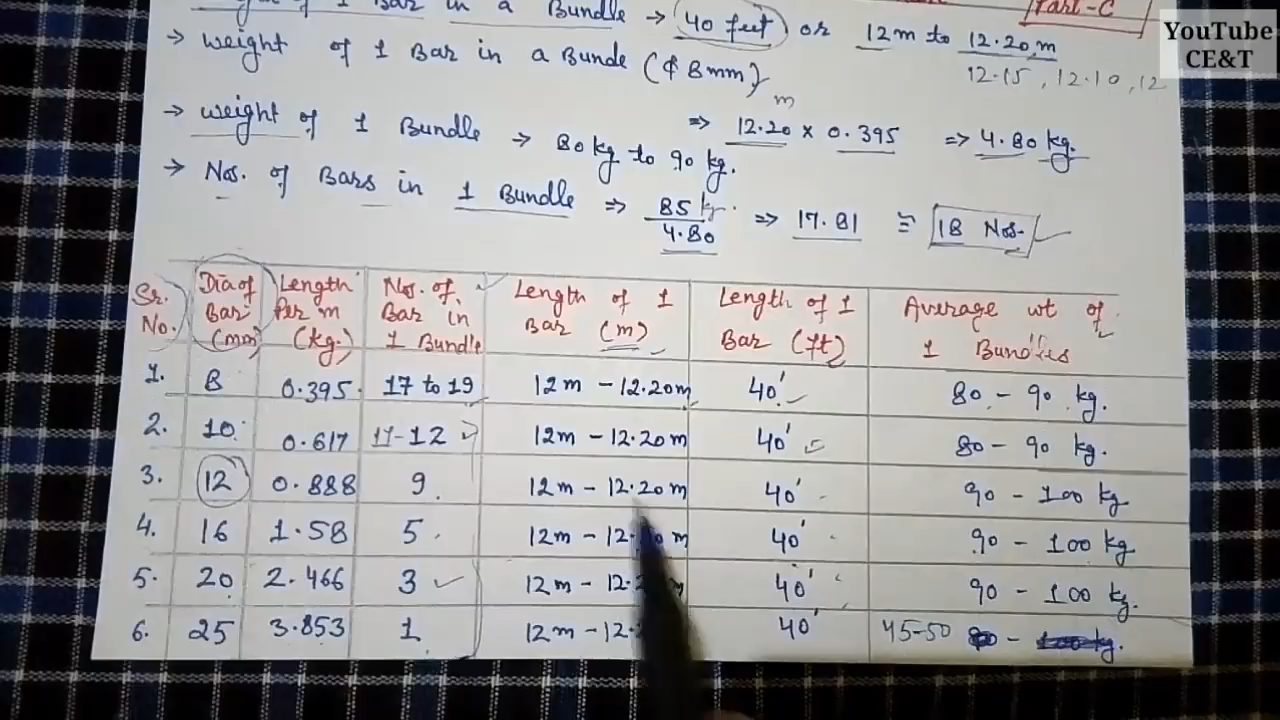 of 1 Bar in a Bundle → 40 feet or 12m to 12.20m
Part-C
YouTube
CE&T
12.15, 12.10, 12
→ Weight of 1 Bar in a Bunde (ϕ 8mm)
m
⇒ 12.20 x 0.395 ⇒ 4.80 kg.
→ Weight of 1 Bundle → 80 kg to 90 kg.
→ Nos. of Bars in 1 Bundle ⇒ 85 kg. / 4.80 ⇒ 17.81 ≅ 18 Nos.
Sr. No. Dia of Bar (mm) Length Per m (kg.) Nos. of Bar in 1 Bundle Length of 1 Bar (m) Length of 1 Bar (ft) Average wt of 1 Bundles
1. 8 0.395 17 to 19 12m - 12.20m 40' 80 - 90 kg.
2. 10 0.617 11-12 12m - 12.20m 40' 80 - 90 kg.
3. 12 0.888 9 12m - 12.20m 40' 90 - 100 kg
4. 16 1.58 5 12m - 12. 0m 40' 90 - 100 kg
5. 20 2.466 3 12m - 12.2 40' 90 - 100 kg.
6. 25 3.853 1 12m - 12. 40' 45-50 - kg.